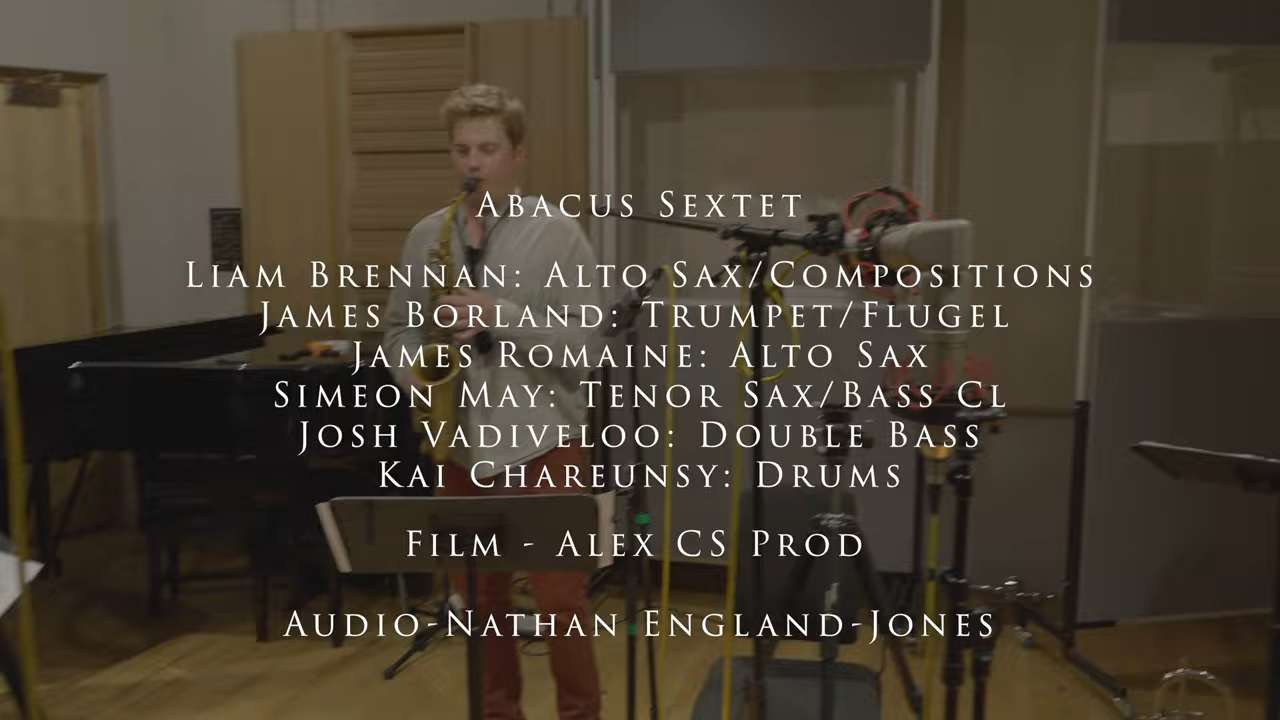 Abacus Sextet
Liam Brennan: Alto Sax/Compositions
James Borland: Trumpet/Flugel
James Romaine: Alto Sax
Simeon May: Tenor Sax/Bass Cl
Josh Vadiveloo: Double Bass
Kai Chareunsy: Drums
Film - Alex CS Prod
Audio-Nathan England-Jones